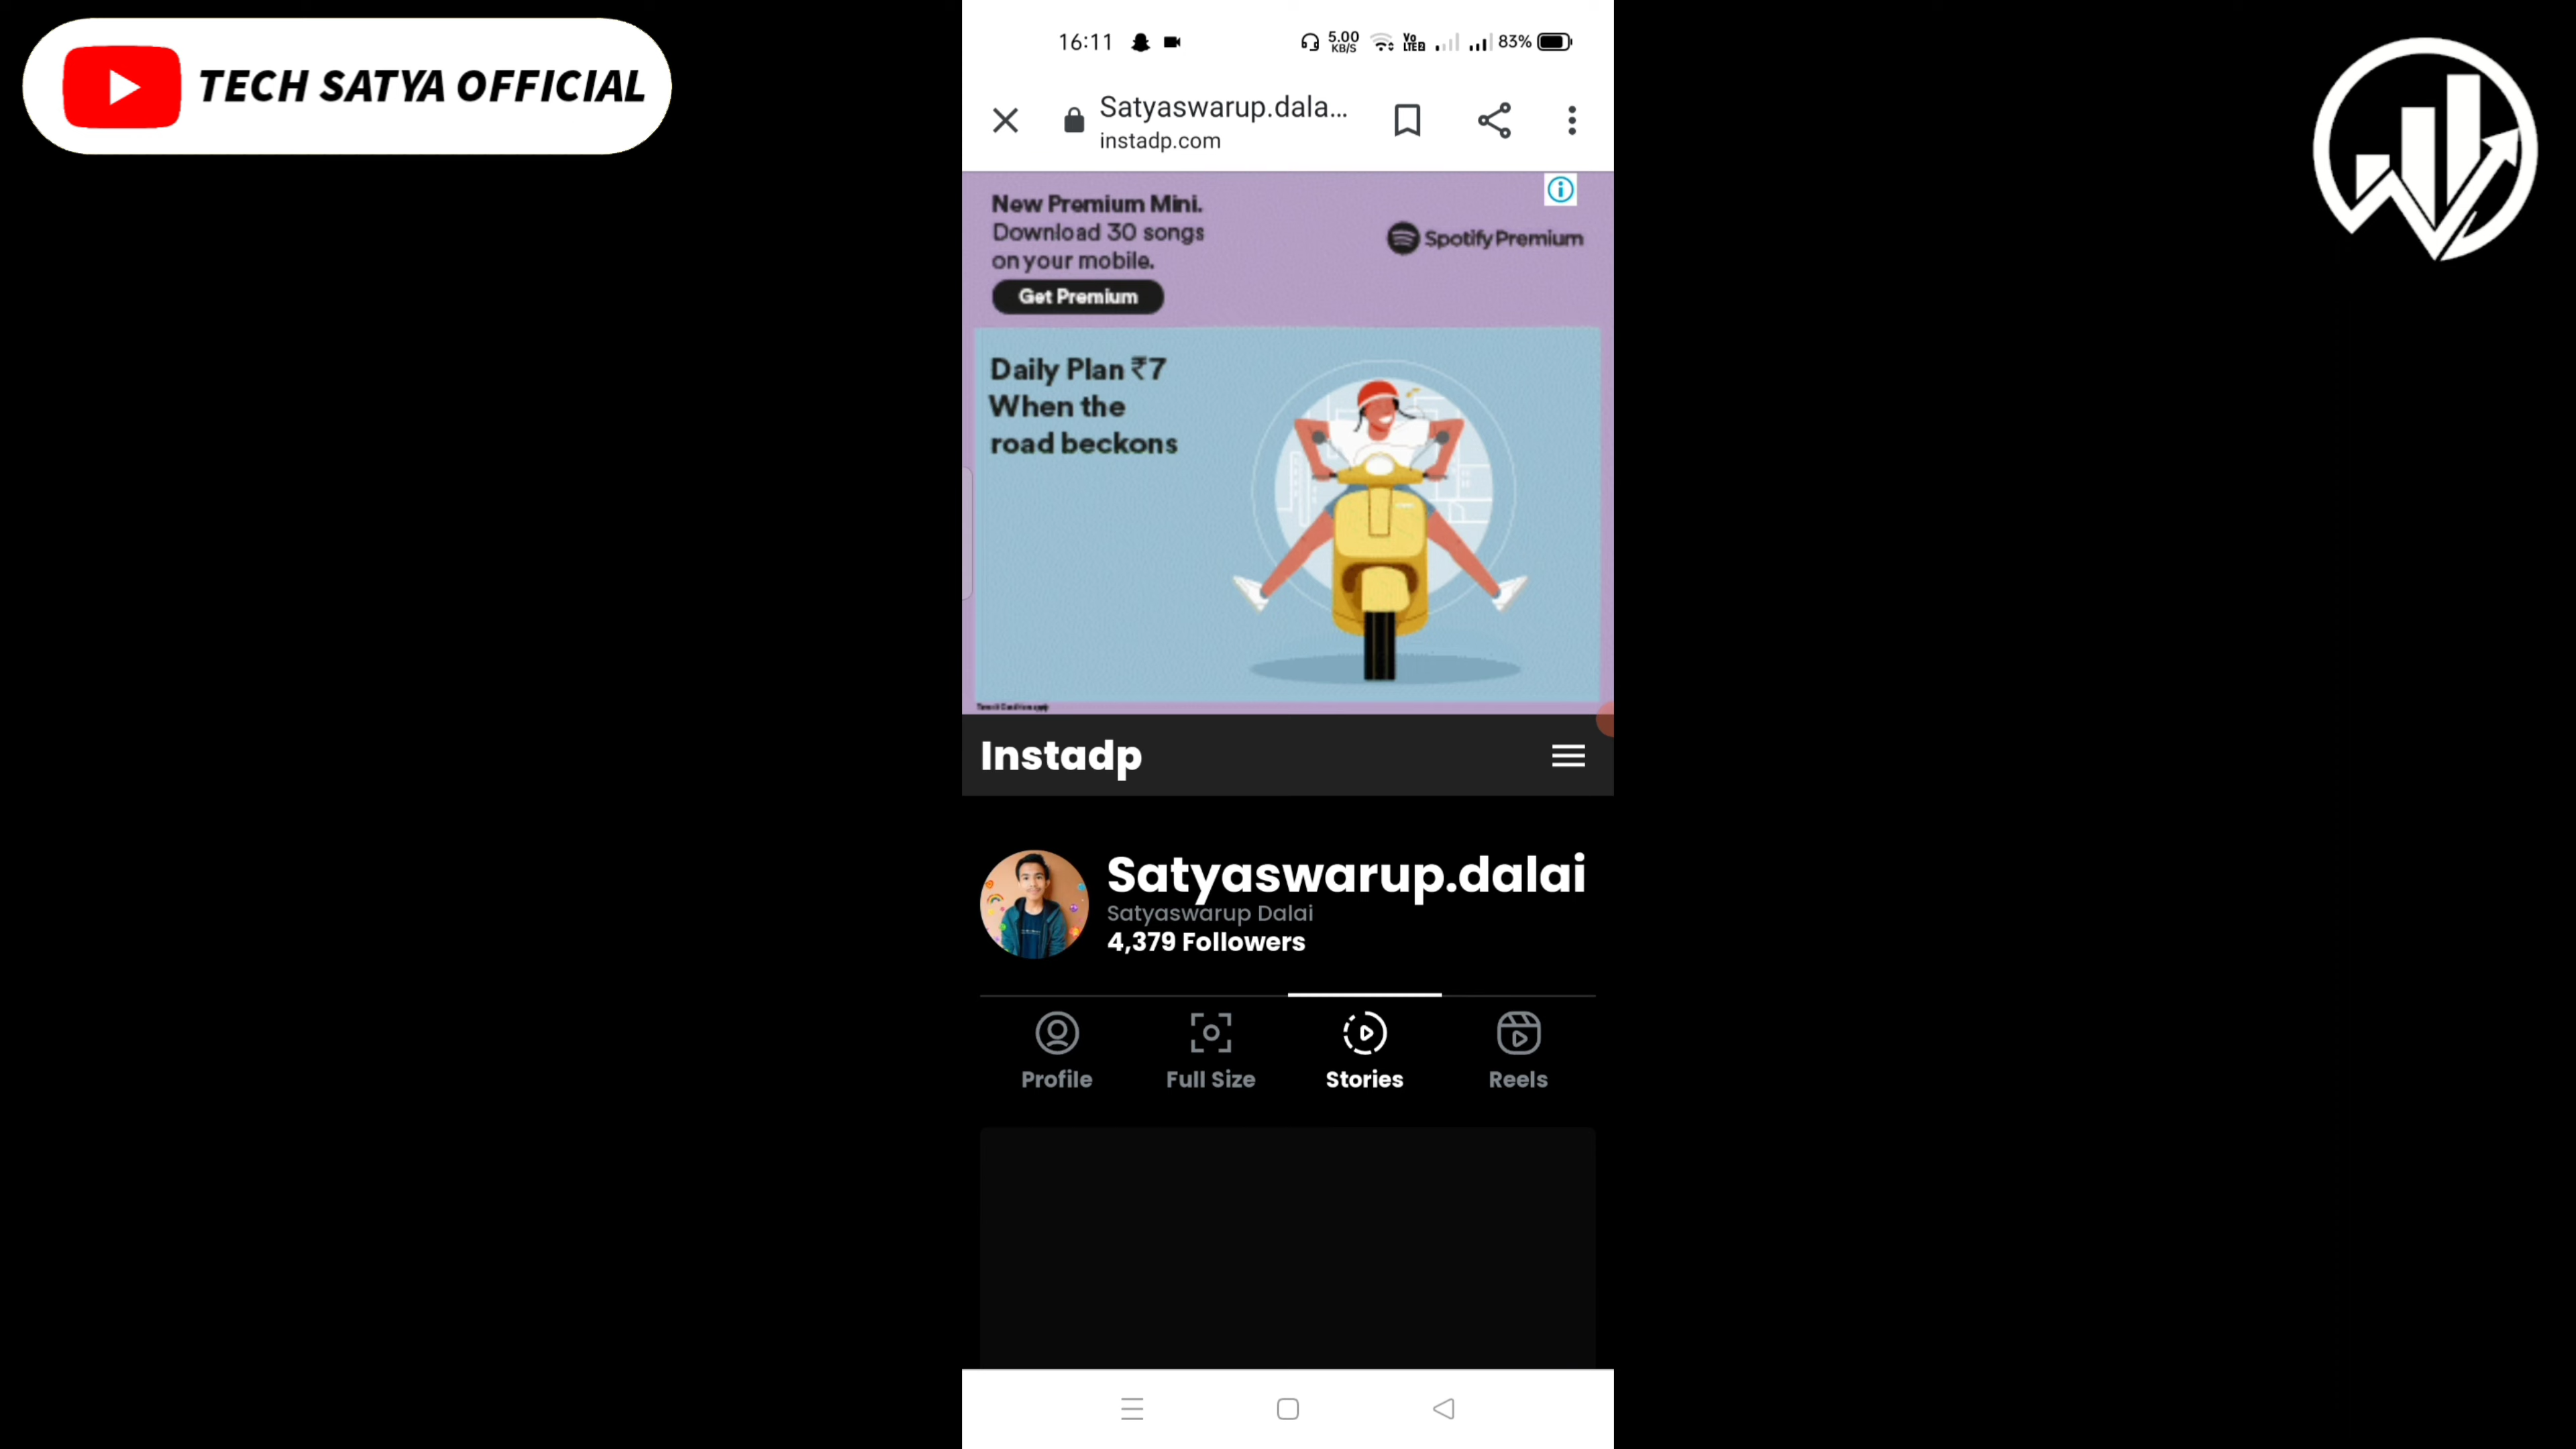 TECH SATYA OFFICIAL
16:11
5.00 KB/S
Vo LTE2
83%
Satyaswarup.dala...
instadp.com
New Premium Mini.
Download 30 songs
on your mobile.
Get Premium
Spotify Premium
Daily Plan ₹7
When the
road beckons
Instadp
Satyaswarup.dalai
Satyaswarup Dalai
4,379 Followers
Profile
Full Size
Stories
Reels